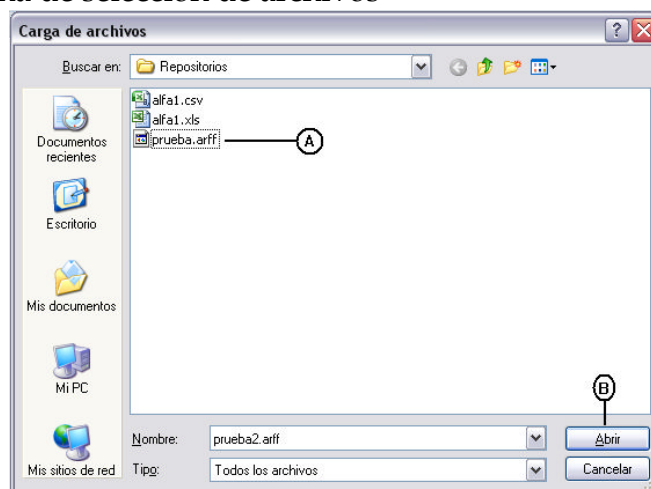 Carga de archivos
Buscar en: Repositorios
alfa1.csv
alfa1.xls
prueba.arff
A
Documentos
recientes
Escritorio
Mis documentos
Mi PC
Mis sitios de red
B
Nombre: prueba2.arff
Abrir
Tipo: Todos los archivos
Cancelar